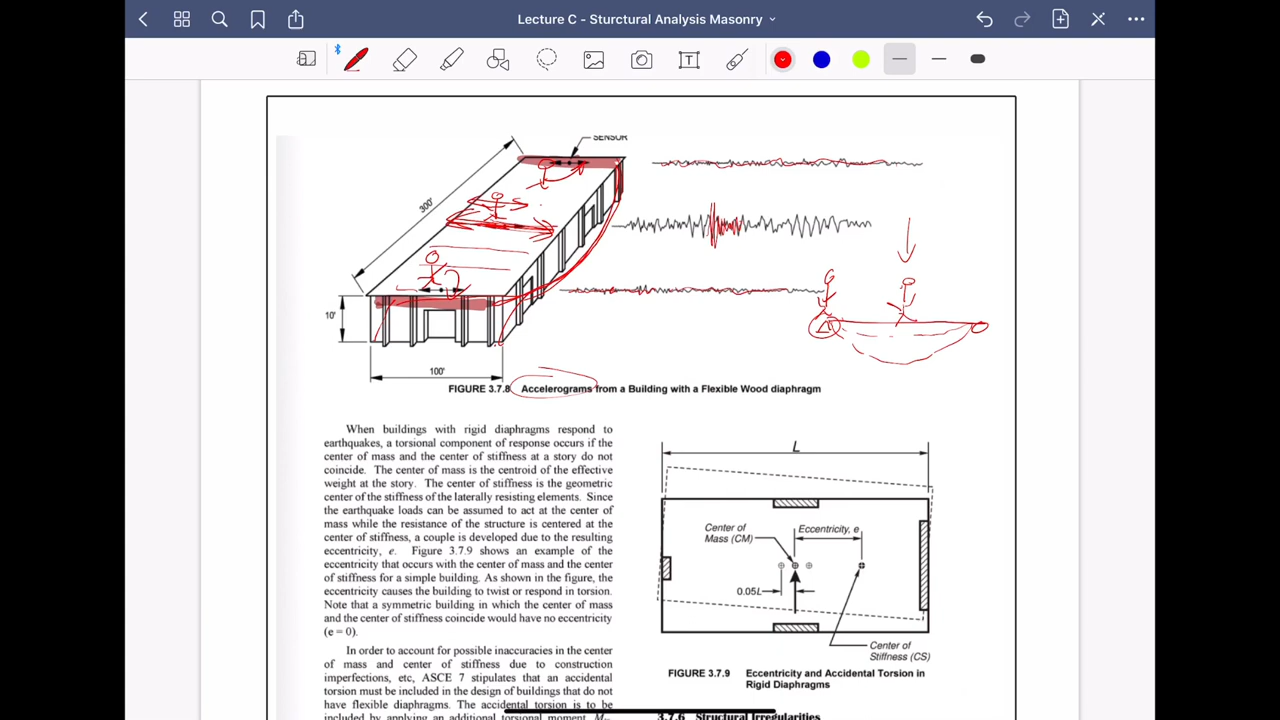 Lecture C - Sturctural Analysis Masonry
T
SENSOR
300'
10'
100'
FIGURE 3.7.8 Accelerograms from a Building with a Flexible Wood diaphragm
When buildings with rigid diaphragms respond to
earthquakes, a torsional component of response occurs if the
center of mass and the center of stiffness at a story do not
coincide. The center of mass is the centroid of the effective
weight at the story. The center of stiffness is the geometric
center of the stiffness of the laterally resisting elements. Since
the earthquake loads can be assumed to act at the center of
mass while the resistance of the structure is centered at the
center of stiffness, a couple is developed due to the resulting
eccentricity, e. Figure 3.7.9 shows an example of the
eccentricity that occurs with the center of mass and the center
of stiffness for a simple building. As shown in the figure, the
eccentricity causes the building to twist or respond in torsion.
Note that a symmetric building in which the center of mass
and the center of stiffness coincide would have no eccentricity
(e = 0).
In order to account for possible inaccuracies in the center
of mass and center of stiffness due to construction
imperfections, etc, ASCE 7 stipulates that an accidental
torsion must be included in the design of buildings that do not
have flexible diaphragms. The accidental torsion is to be
included by applying an additional torsional moment, M
L
Center of
Mass (CM)
Eccentricity, e
0.05L
Center of
Stiffness (CS)
FIGURE 3.7.9 Eccentricity and Accidental Torsion in
Rigid Diaphragms
3.7.6 Structural Irregularities